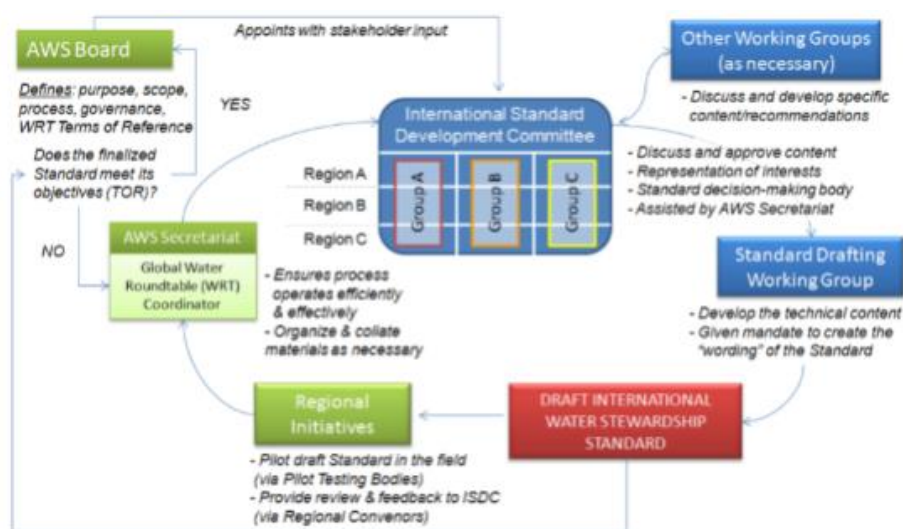 Appoints with stakeholder input
AWS Board
Defines: purpose, scope,
process, governance,
WRT Terms of Reference
YES
Does the finalized
Standard meet its
objectives (TOR)?
NO
AWS Secretariat
Global Water
Roundtable (WRT)
Coordinator
- Ensures process
operates efficiently
& effectively
- Organize & collate
materials as necessary
International Standard
Development Committee
Region A
Region B
Region C
Group A
Group B
Group C
Other Working Groups
(as necessary)
- Discuss and develop specific
content/recommendations
- Discuss and approve content
- Representation of interests
- Standard decision-making body
- Assisted by AWS Secretariat
Standard Drafting
Working Group
- Develop the technical content
- Given mandate to create the
"wording" of the Standard
DRAFT INTERNATIONAL
WATER STEWARDSHIP
STANDARD
Regional
Initiatives
- Pilot draft Standard in the field
(via Pilot Testing Bodies)
- Provide review & feedback to ISDC
(via Regional Convenors)